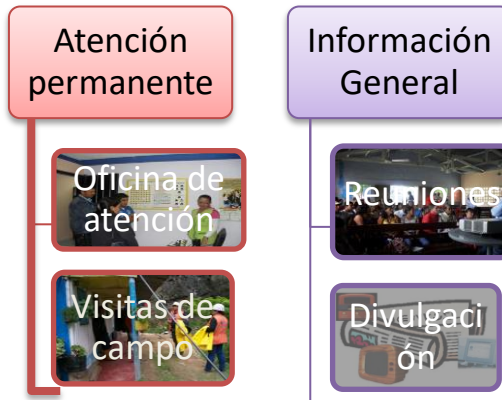 Atención
permanente
Oficina de
atención
Visitas de
campo
Información
General
Reuniones
Divulgaci
ón